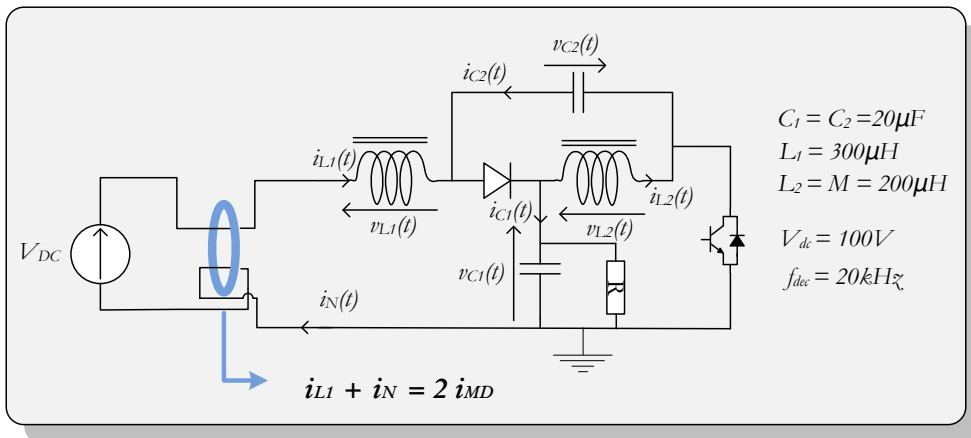 vC2(t)
iC2(t)
C1 = C2 =20µF
L1 = 300µH
L2 = M = 200µH
iL1(t)
iC1(t)
iL2(t)
vL1(t)
vL2(t)
VDC
Vdc = 100V
fdec = 20kHz
vC1(t)
R
iN(t)
iL1 + iN = 2 iMD